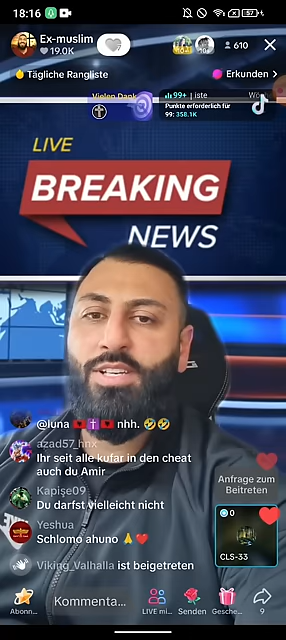 18:16
57
Ex-muslim
19.0K
610
Tägliche Rangliste
Erkunden >
Vielen Dank
99+ | iste
Punkte erforderlich für
99: 358.1K
LIVE
BREAKING
NEWS
@luna nhh. 🤣🤣
azad57_hnx
Ihr seit alle kufar in den cheat
auch du Amir
Anfrage zum
Beitreten
Kapişe09
Du darfst vielleicht nicht
0
Yeshua
Schlomo ahuno 🙏❤️
CLS-33
Viking_Valhalla ist beigetreten
Kommenta...
Abonn...
LIVE mi...
Senden
Gesche...
9